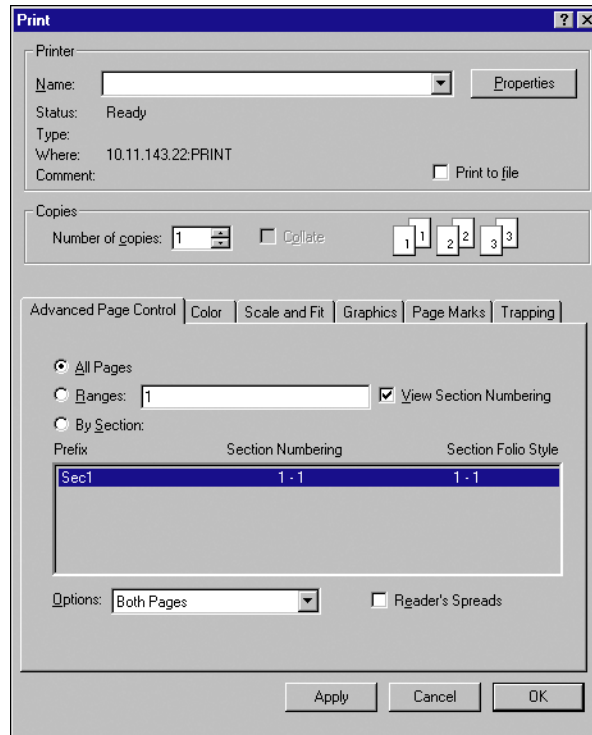 Print
Printer
Name:
Properties
Status: Ready
Type:
Where: 10.11.143.22:PRINT
Comment:
Print to file
Copies
Number of copies: 1
Collate
1 1 2 2 3 3
Advanced Page Control Color Scale and Fit Graphics Page Marks Trapping
All Pages
Ranges: 1 View Section Numbering
By Section:
Prefix Section Numbering Section Folio Style
Sec1 1 - 1 1 - 1
Options: Both Pages Reader's Spreads
Apply Cancel OK